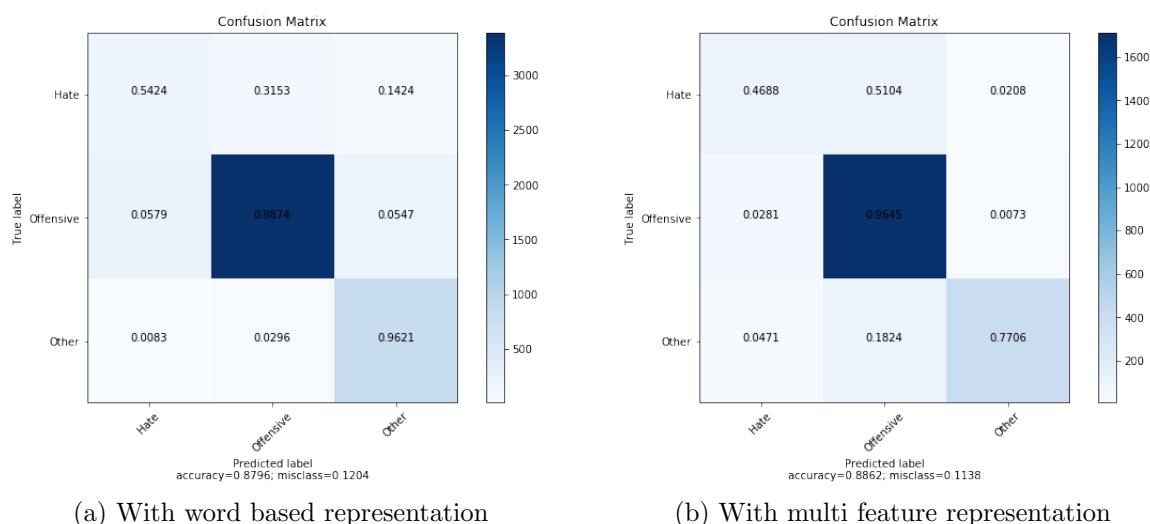 Confusion Matrix
Hate
Offensive
Other
True label
0.5424 0.3153 0.1424
0.0579 0.8874 0.0547
0.0083 0.0296 0.9621
Hate Offensive Other
Predicted label
accuracy=0.8796; misclass=0.1204
3000
2500
2000
1500
1000
500
(a) With word based representation
Confusion Matrix
Hate
Offensive
Other
True label
0.4688 0.5104 0.0208
0.0281 0.9645 0.0073
0.0471 0.1824 0.7706
Hate Offensive Other
Predicted label
accuracy=0.8862; misclass=0.1138
1600
1400
1200
1000
800
600
400
200
(b) With multi feature representation